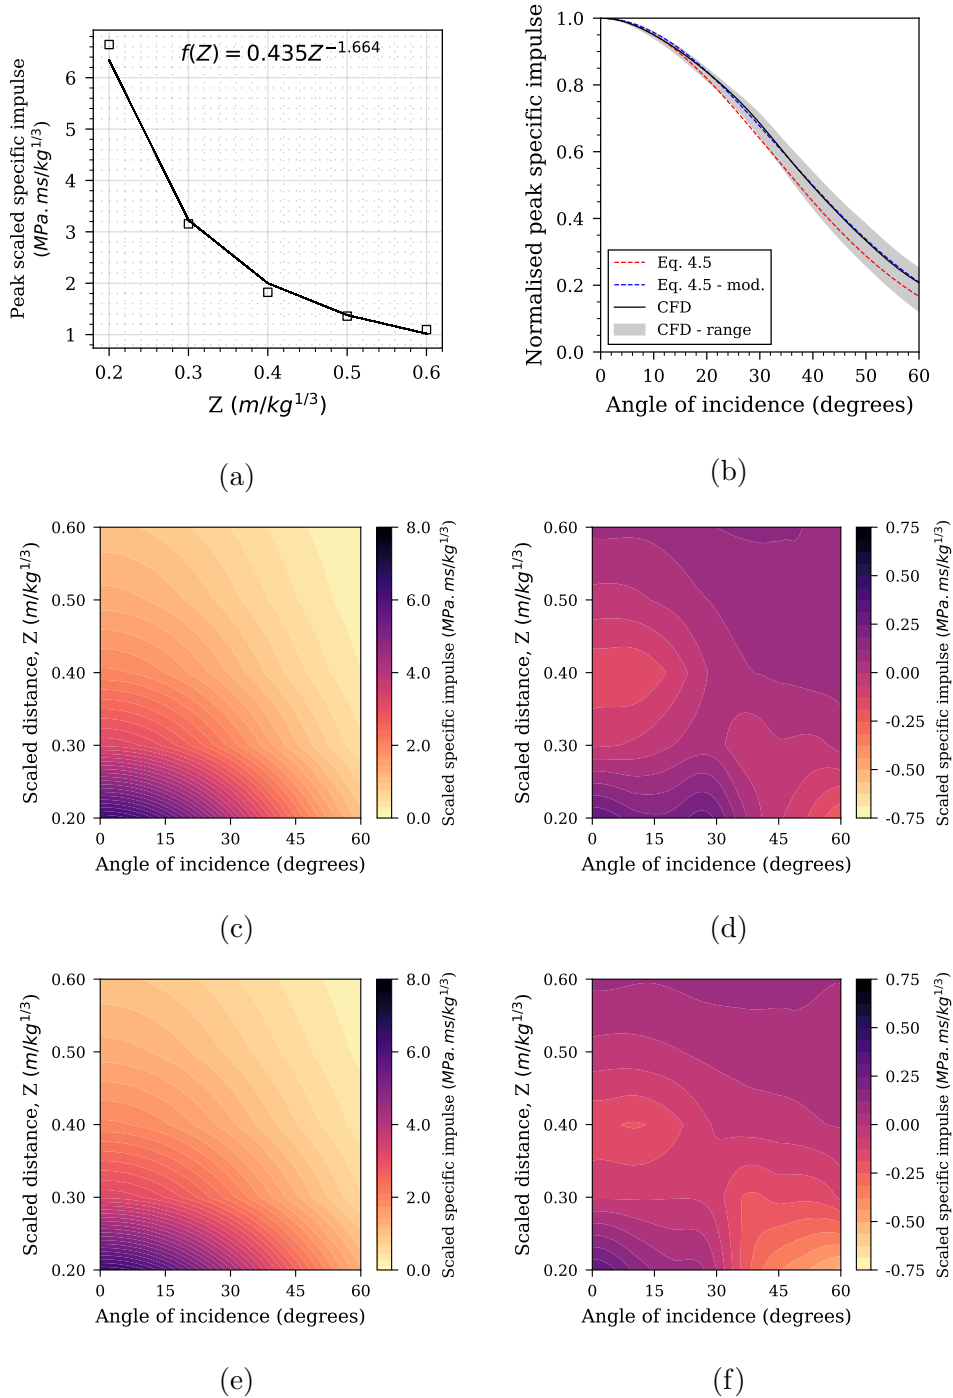 f(Z) = 0.435Z^{-1.664}
Peak scaled specific impulse
(MPa. ms/kg^{1/3})
6
5
4
3
2
1
0.2 0.3 0.4 0.5 0.6
Z (m/kg^{1/3})
(a)
Normalised peak specific impulse
1.0
0.8
0.6
0.4
0.2
0.0
Eq. 4.5
Eq. 4.5 - mod.
CFD
CFD - range
0 10 20 30 40 50 60
Angle of incidence (degrees)
(b)
Scaled distance, Z (m/kg^{1/3})
0.60
0.50
0.40
0.30
0.20
0 15 30 45 60
Angle of incidence (degrees)
8.0
6.0
4.0
2.0
0.0
Scaled specific impulse (MPa. ms/kg^{1/3})
(c)
Scaled distance, Z (m/kg^{1/3})
0.60
0.50
0.40
0.30
0.20
0 15 30 45 60
Angle of incidence (degrees)
0.75
0.50
0.25
0.00
-0.25
-0.50
-0.75
Scaled specific impulse (MPa. ms/kg^{1/3})
(d)
Scaled distance, Z (m/kg^{1/3})
0.60
0.50
0.40
0.30
0.20
0 15 30 45 60
Angle of incidence (degrees)
8.0
6.0
4.0
2.0
0.0
Scaled specific impulse (MPa. ms/kg^{1/3})
(e)
Scaled distance, Z (m/kg^{1/3})
0.60
0.50
0.40
0.30
0.20
0 15 30 45 60
Angle of incidence (degrees)
0.75
0.50
0.25
0.00
-0.25
-0.50
-0.75
Scaled specific impulse (MPa. ms/kg^{1/3})
(f)